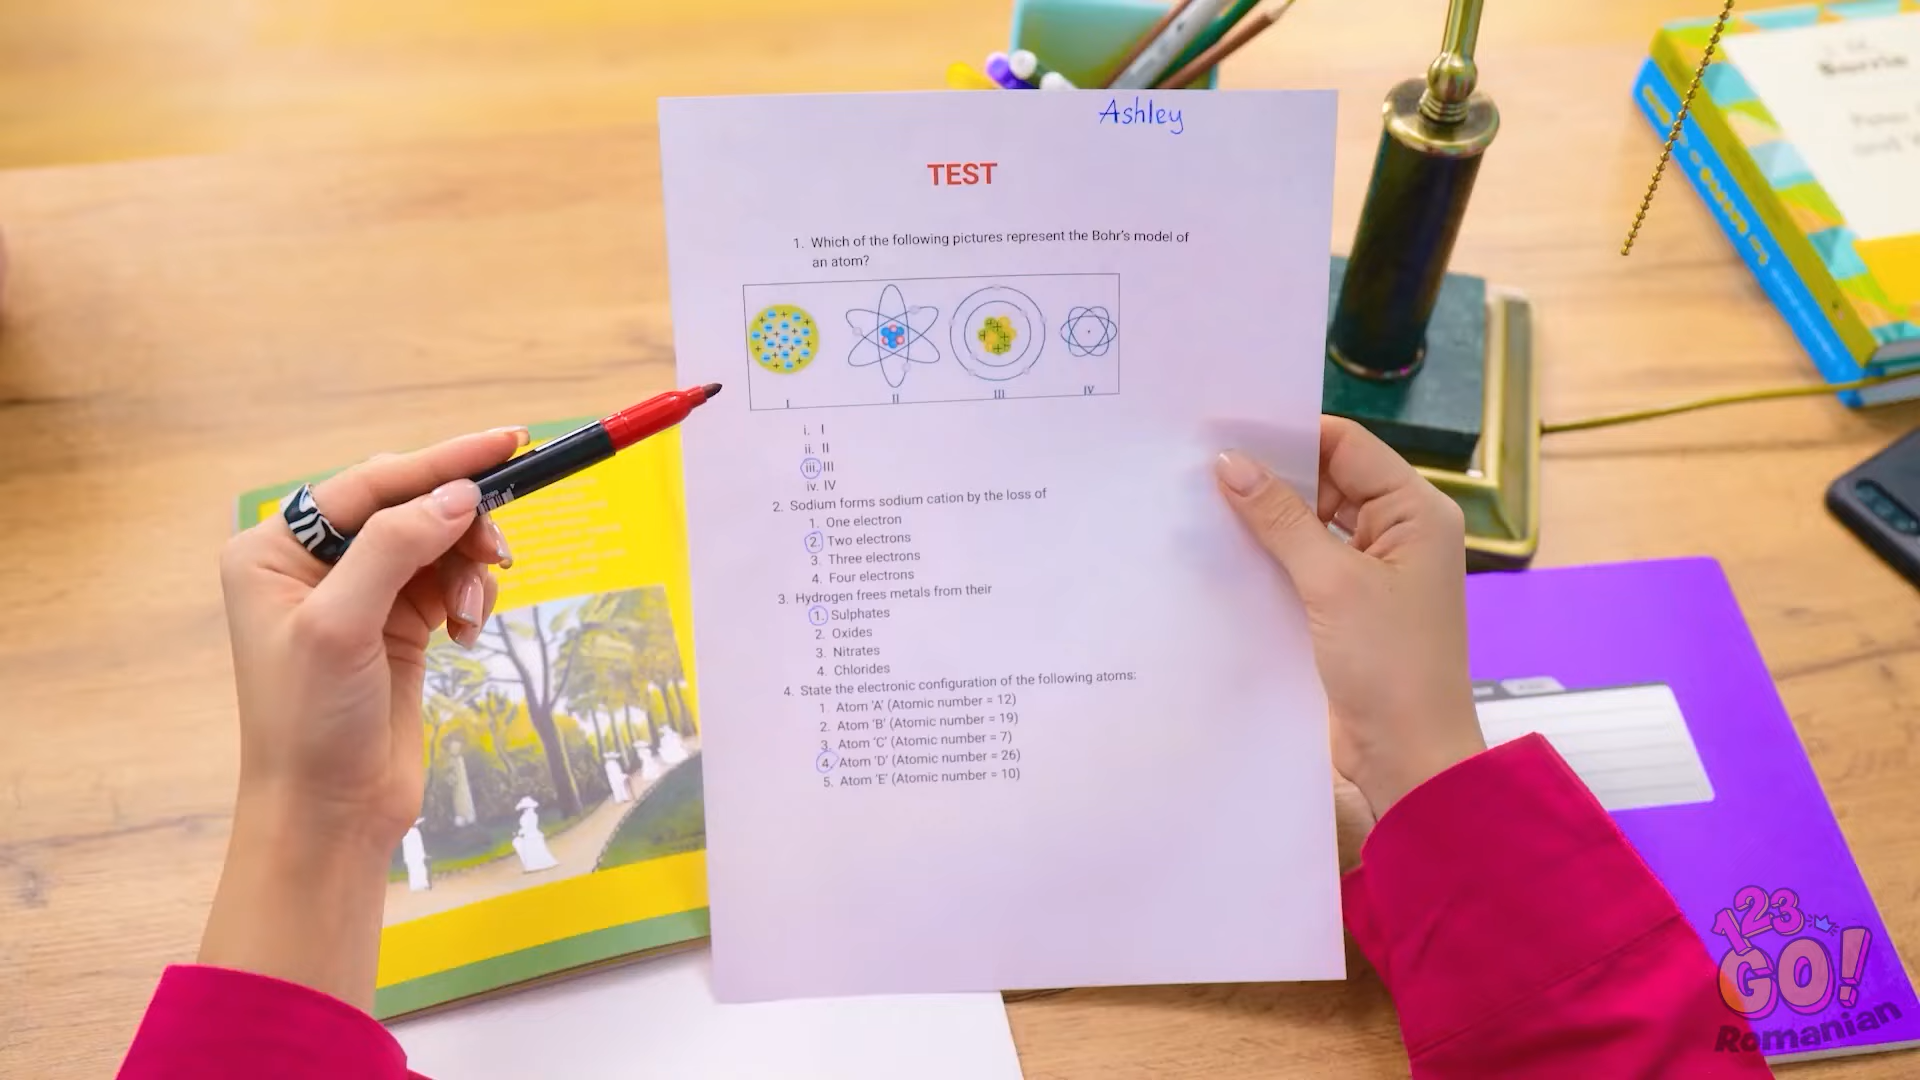 Ashley
TEST
1. Which of the following pictures represent the Bohr's model of
an atom?
I II III IV
i. I
ii. II
iii. III
iv. IV
2. Sodium forms sodium cation by the loss of
1. One electron
2. Two electrons
3. Three electrons
4. Four electrons
3. Hydrogen frees metals from their
1. Sulphates
2. Oxides
3. Nitrates
4. Chlorides
4. State the electronic configuration of the following atoms:
1. Atom 'A' (Atomic number = 12)
2. Atom 'B' (Atomic number = 19)
3. Atom 'C' (Atomic number = 7)
4. Atom 'D' (Atomic number = 26)
5. Atom 'E' (Atomic number = 10)
123
GO!
Romanian